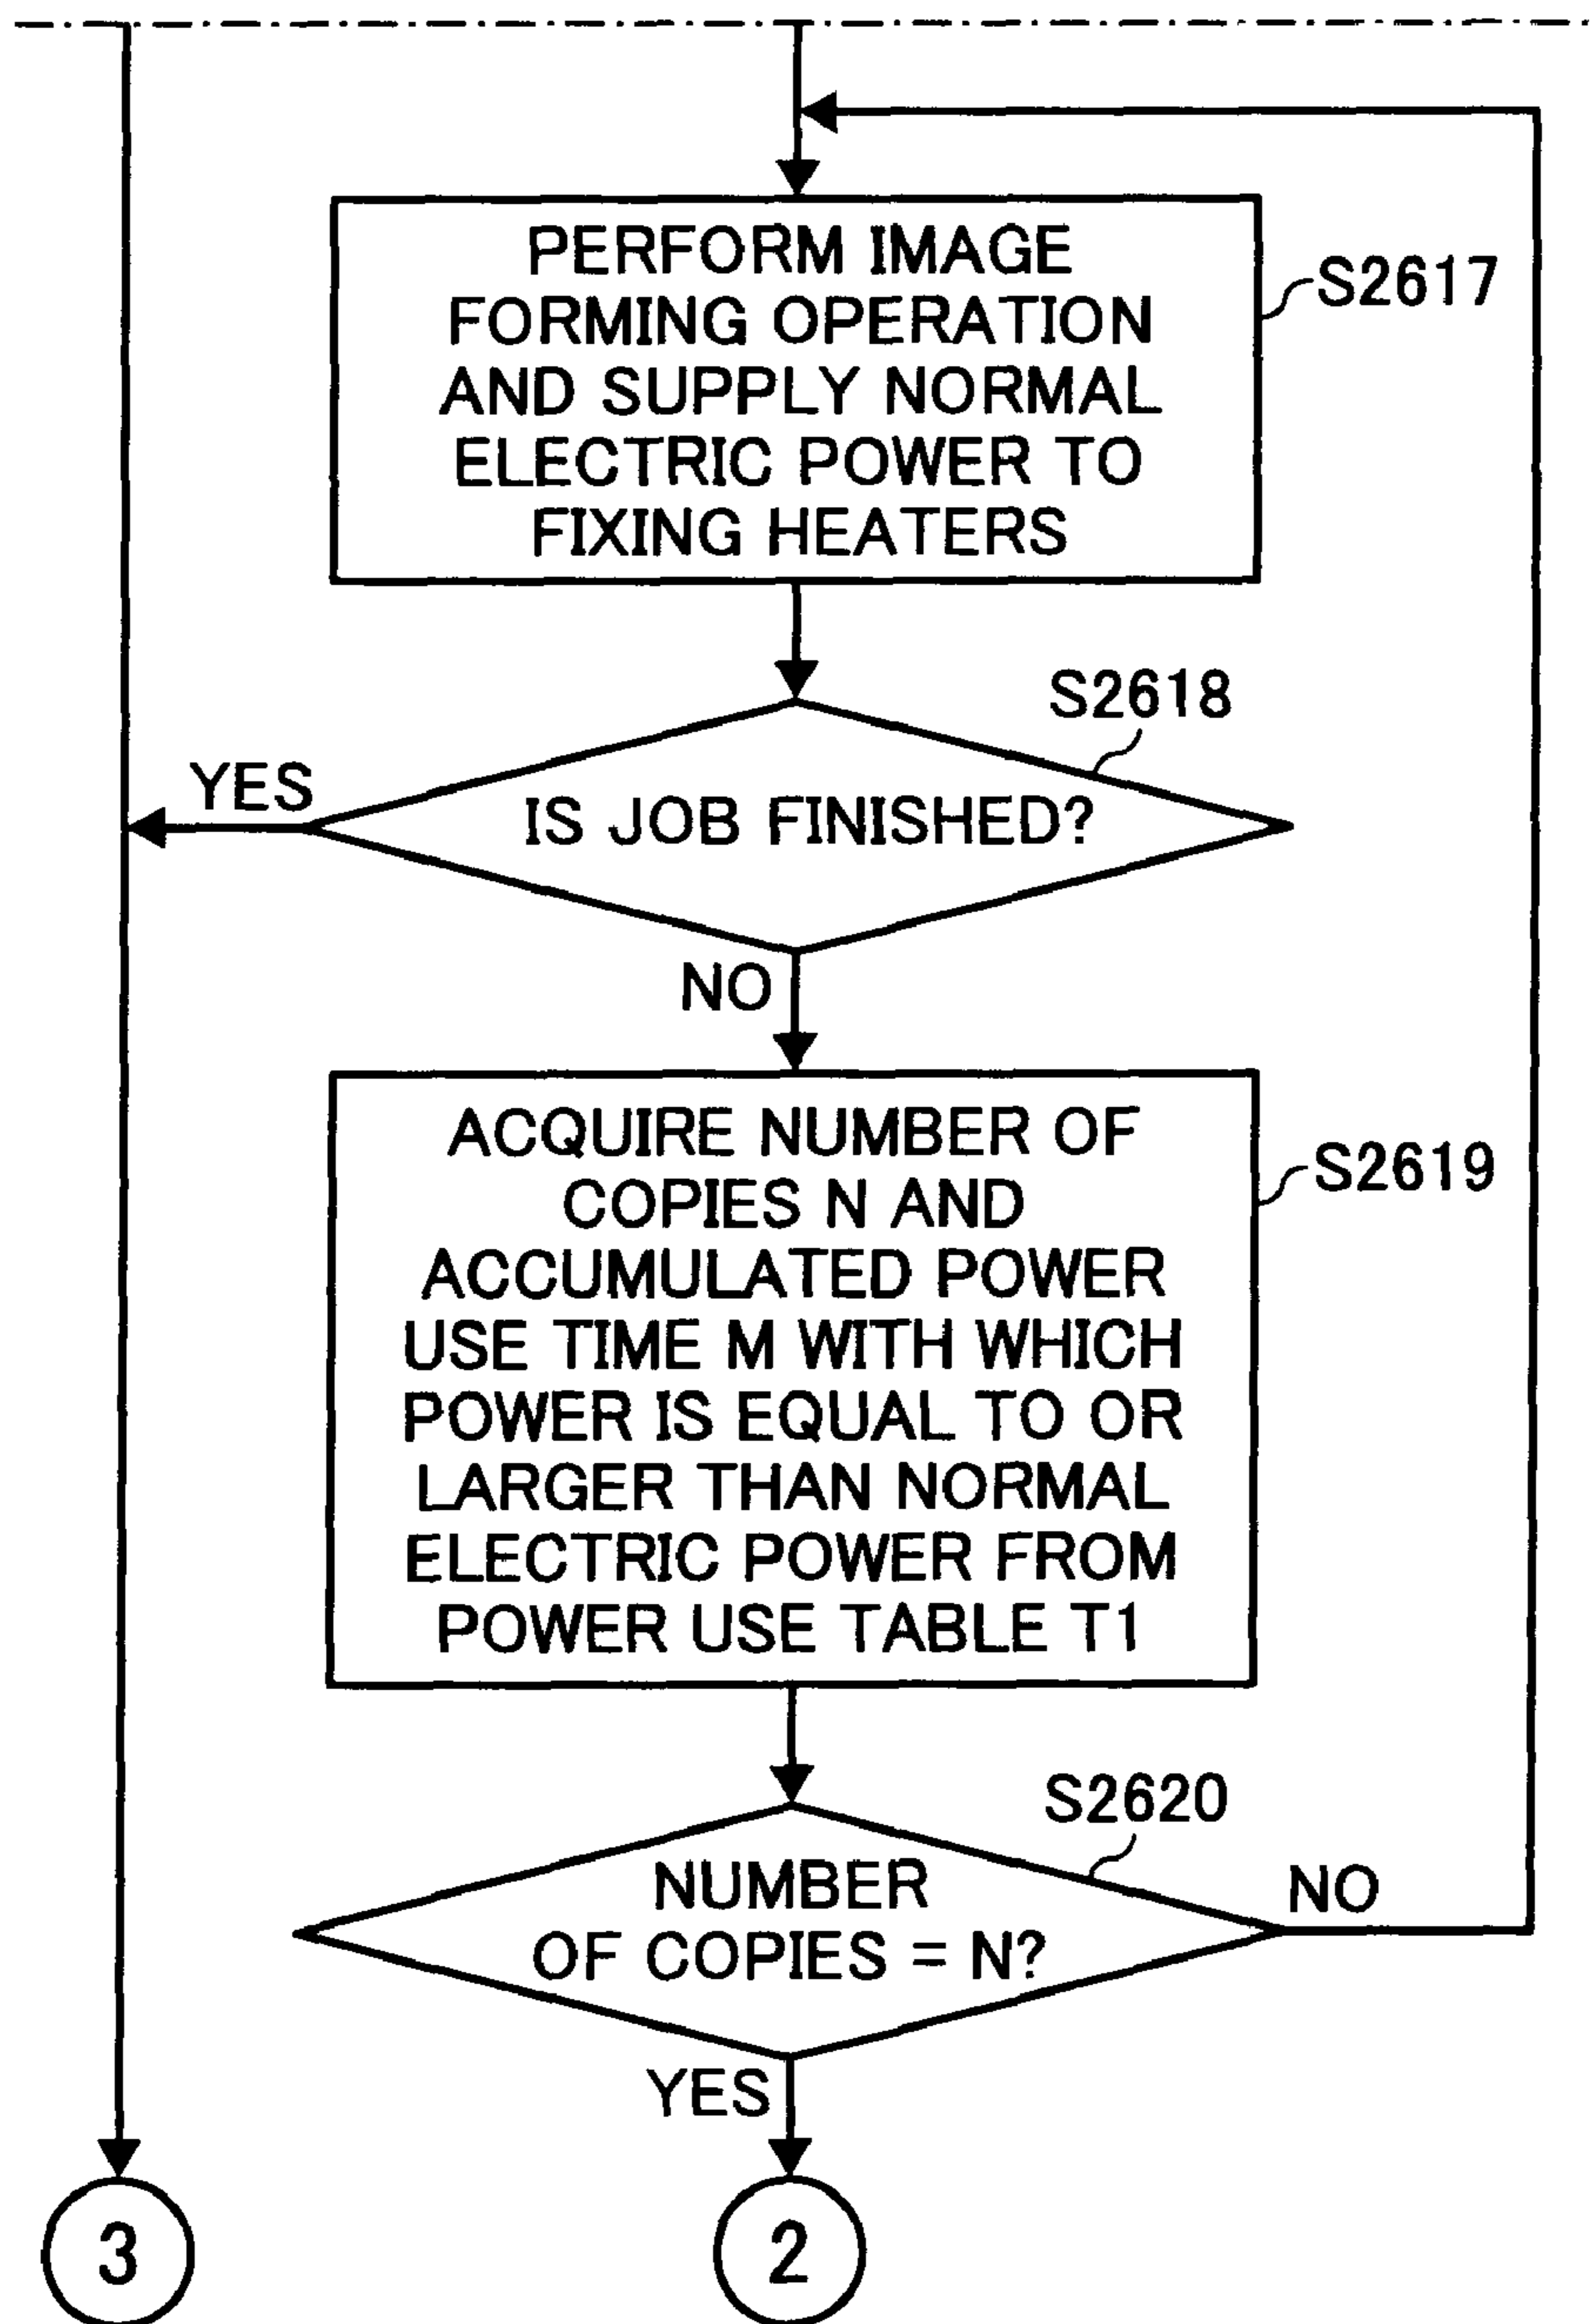 PERFORM IMAGE
FORMING OPERATION
AND SUPPLY NORMAL
ELECTRIC POWER TO
FIXING HEATERS
S2617
S2618
YES
IS JOB FINISHED?
NO
ACQUIRE NUMBER OF
COPIES N AND
ACCUMULATED POWER
USE TIME M WITH WHICH
POWER IS EQUAL TO OR
LARGER THAN NORMAL
ELECTRIC POWER FROM
POWER USE TABLE T1
S2619
S2620
NUMBER
OF COPIES = N?
NO
YES
3
2